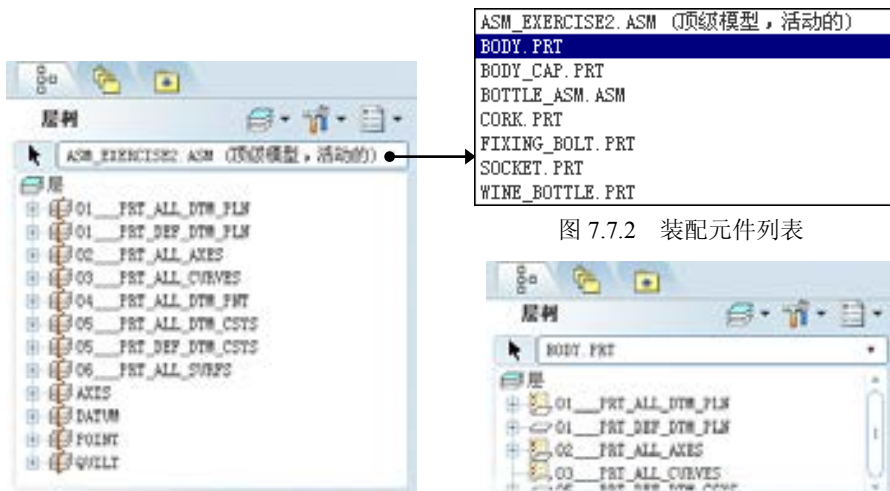 层树
ASM_EXERCISE2.ASM (顶级模型，活动的)
层
01___PRT_ALL_DTM_PLN
01___PRT_DEF_DTM_PLN
02___PRT_ALL_AXES
03___PRT_ALL_CURVES
04___PRT_ALL_DTM_PNT
05___PRT_ALL_DTM_CSYS
05___PRT_DEF_DTM_CSYS
06___PRT_ALL_SURFS
AXIS
DATUM
POINT
QUILT
ASM_EXERCISE2.ASM (顶级模型，活动的)
BODY.PRT
BODY_CAP.PRT
BOTTLE_ASM.ASM
CORK.PRT
FIXING_BOLT.PRT
SOCKET.PRT
WINE_BOTTLE.PRT
图 7.7.2 装配元件列表
层树
BODY.PRT
层
01___PRT_ALL_DTM_PLN
01___PRT_DEF_DTM_PLN
02___PRT_ALL_AXES
03___PRT_ALL_CURVES
05___PRT_DEF_DTM_CSYS